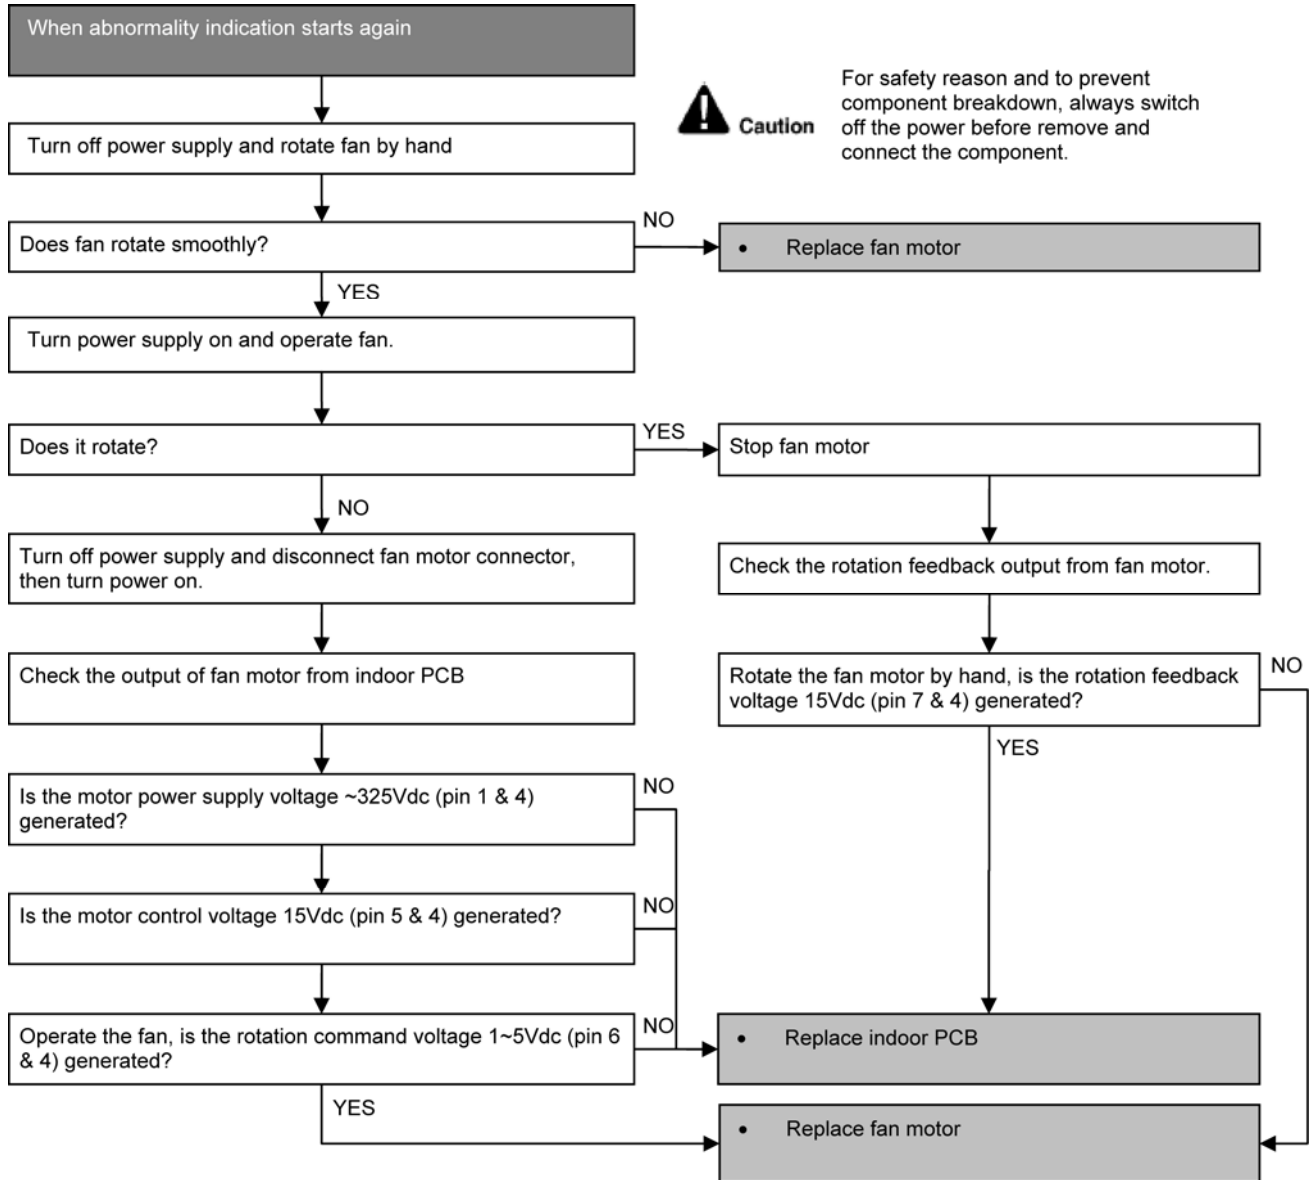 When abnormality indication starts again
Caution
For safety reason and to prevent
component breakdown, always switch
off the power before remove and
connect the component.
Turn off power supply and rotate fan by hand
Does fan rotate smoothly?
NO
• Replace fan motor
YES
Turn power supply on and operate fan.
Does it rotate?
YES
Stop fan motor
NO
Turn off power supply and disconnect fan motor connector,
then turn power on.
Check the rotation feedback output from fan motor.
Check the output of fan motor from indoor PCB
Rotate the fan motor by hand, is the rotation feedback
voltage 15Vdc (pin 7 & 4) generated?
NO
YES
Is the motor power supply voltage ~325Vdc (pin 1 & 4)
generated?
NO
Is the motor control voltage 15Vdc (pin 5 & 4) generated?
NO
Operate the fan, is the rotation command voltage 1~5Vdc (pin 6
& 4) generated?
NO
• Replace indoor PCB
YES
• Replace fan motor